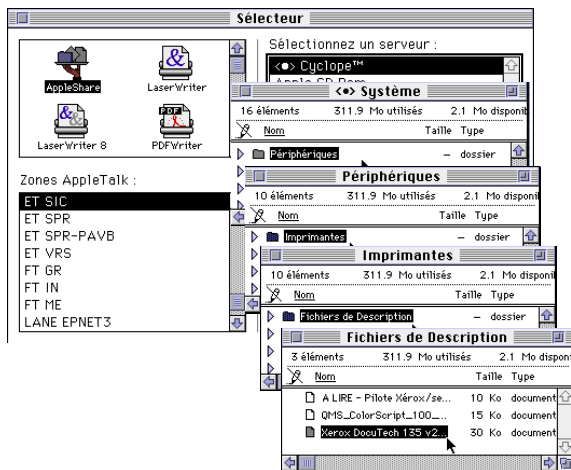 Sélecteur
AppleShare
LaserWriter
LaserWriter 8
PDFWriter
Zones AppleTalk :
ET SIC
ET SPR
ET SPR-PAVB
ET VRS
FT GR
FT IN
FT ME
LANE EPNET3
Sélectionnez un serveur :
<•> Cyclope™
Apple CD Rom
<•> Système
16 éléments 311.9 Mo utilisés 2.1 Mo disponib
Nom Taille Type
Périphériques – dossier
Périphériques
10 éléments 311.9 Mo utilisés 2.1 Mo disponi
Nom Taille Type
Imprimantes – dossier
Imprimantes
10 éléments 311.9 Mo utilisés 2.1 Mo disponi
Nom Taille Type
Fichiers de Description – dossier
Fichiers de Description
3 éléments 311.9 Mo utilisés 2.1 Mo dispon
Nom Taille Type
A LIRE - Pilote Xérox/se... 10 Ko document
QMS_ColorScript_100_... 15 Ko document
Xerox DocuTech 135 v2... 30 Ko document